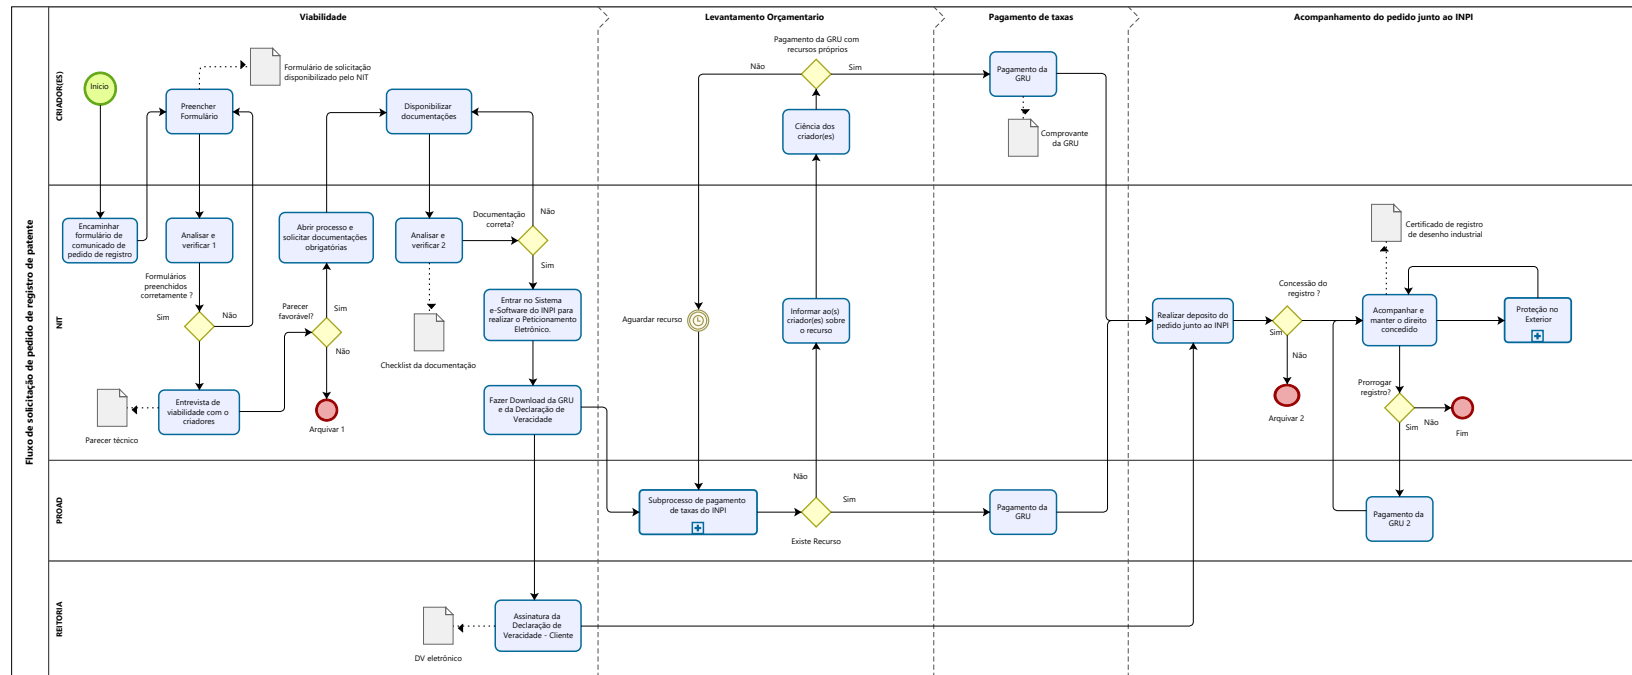 Viabilidade
Levantamento Orçamentario
Pagamento de taxas
Acompanhamento do pedido junto ao INPI
Fluxo de solicitação de pedido de registro de patente
CRIADOR(ES)
Início
Formulário de solicitação
disponibilizado pelo NIT
Preencher
Formulário
Disponibilizar
documentações
Pagamento da GRU com
recursos próprios
Não
Sim
Ciência dos
criador(es)
Pagamento da
GRU
Comprovante
da GRU
NIT
Encaminhar
formulário de
comunicado de
pedido de registro
Analisar e
verificar 1
Formulários
preenchidos
corretamente ?
Sim
Não
Abrir processo e
solicitar documentações
obrigatórias
Parecer
favorável?
Sim
Não
Arquivar 1
Entrevista de
viabilidade com o
criadores
Parecer técnico
Analisar e
verificar 2
Checklist da documentação
Documentação
correta?
Não
Sim
Entrar no Sistema
e-Software do INPI para
realizar o Peticionamento
Eletrônico.
Fazer Download da GRU
e da Declaração de
Veracidade
Aguardar recurso
Informar ao(s)
criador(es) sobre
o recurso
Realizar deposito do
pedido junto ao INPI
Concessão do
registro ?
Sim
Não
Arquivar 2
Certificado de registro
de desenho industrial
Acompanhar e
manter o direito
concedido
Proteção no
Exterior
Prorrogar
registro?
Não
Sim
Fim
PROAD
Subprocesso de pagamento
de taxas do INPI
Não
Sim
Existe Recurso
Pagamento da
GRU
Pagamento da
GRU 2
REITORIA
DV eletrônico
Assinatura da
Declaração de
Veracidade - Cliente